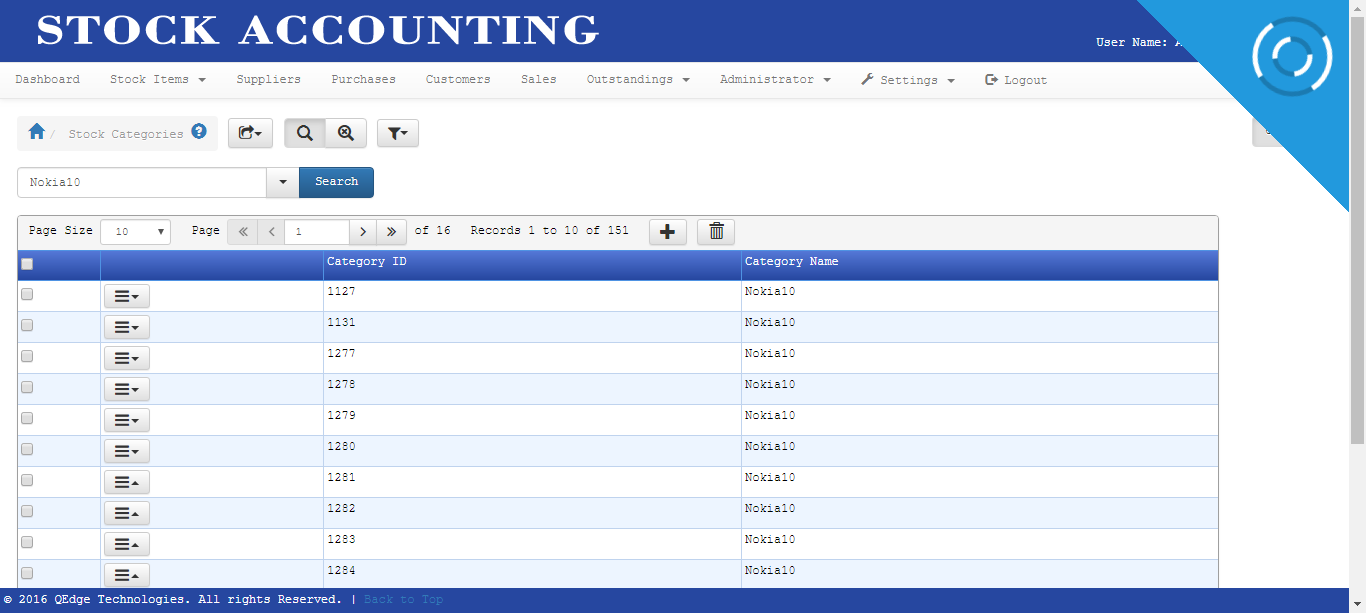 STOCK ACCOUNTING
User Name:
Dashboard Stock Items Suppliers Purchases Customers Sales Outstandings Administrator Settings Logout
/ Stock Categories ?
Nokia10 Search
Page Size 10 Page 1 of 16 Records 1 to 10 of 151
Category ID Category Name
1127 Nokia10
1131 Nokia10
1277 Nokia10
1278 Nokia10
1279 Nokia10
1280 Nokia10
1281 Nokia10
1282 Nokia10
1283 Nokia10
1284 Nokia10
© 2016 QEdge Technologies. All rights Reserved. | Back to Top